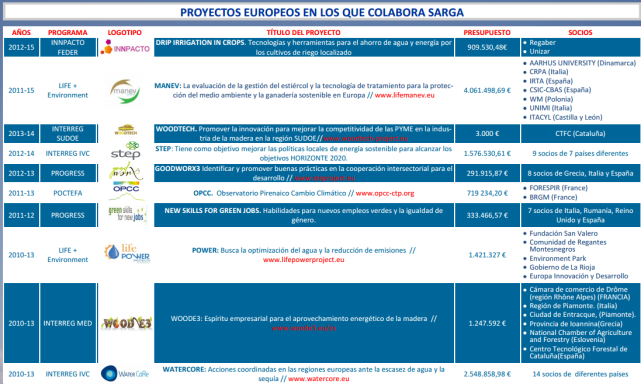 PROYECTOS EUROPEOS EN LOS QUE COLABORA SARGA
AÑOS PROGRAMA LOGOTIPO TÍTULO DEL PROYECTO PRESUPUESTO SOCIOS
2012-15
INNPACTO
FEDER
INNPACTO
DRIP IRRIGATION IN CROPS. Tecnologías y herramientas para el ahorro de agua y energía por
los cultivos de riego localizado
909.530,48€
• Regaber
• Unizar
2011-15
LIFE +
Environment
manev
MANEV: La evaluación de la gestión del estiércol y la tecnología de tratamiento para la protec-
ción del medio ambiente y la ganadería sostenible en Europa // www.lifemanev.eu
4.061.498,69 €
• AARHUS UNIVERSITY (Dinamarca)
• CRPA (Italia)
• IRTA (España)
• CSIC-CBAS (España)
• WM (Polonia)
• UNIMI (Italia)
• ITACYL (Castilla y León)
2013-14
INTERREG
SUDOE
WOODTECH
WOODTECH. Promover la innovación para mejorar la competitividad de las PYME en la indus-
tria de la madera en la región SUDOE//
3.000 €
CTFC (Cataluña)
2012-14
INTERREG IVC
step
STEP: Tiene como objetivo mejorar las políticas locales de energía sostenible para alcanzar los
objetivos HORIZONTE 2020.
1.576.530,61 €
9 socios de 7 países diferentes
2012-13
PROGRESS
GOODWORX3 Identificar y promover buenas prácticas en la cooperación intersectorial para el
desarrollo //
291.915,87 €
8 socios de Grecia, Italia y España
2011-13
POCTEFA
OPCC
OPCC. Observatorio Pirenaico Cambio Climático // www.opcc-ctp.org
719 234,20 €
• FORESPIR (France)
• BRGM (France)
2011-12
PROGRESS
green skills
for new jobs
NEW SKILLS FOR GREEN JOBS. Habilidades para nuevos empleos verdes y la igualdad de
género.
333.466,57 €
7 socios de Italia, Rumanía, Reino
Unido y España
2010-13
LIFE +
Environment
life
POWER
POWER: Busca la optimización del agua y la reducción de emisiones //
www.lifepowerproject.eu
1.421.327 €
• Fundación San Valero
• Comunidad de Regantes
Montesnegros
• Environment Park
• Gobierno de La Rioja
• Europa Innovación y Desarrollo
2010-13
INTERREG MED
WOODE3
WOODE3: Espíritu empresarial para el aprovechamiento energético de la madera //
1.247.592 €
• Cámara de comercio de Drôme
(región Rhône Alpes) (FRANCIA)
• Región de Piamonte. (Italia).
• Ciudad de Entracque, (Piamonte).
• Provincia de Ioannina(Grecia)
• National Chamber of Agriculture
and Forestry (Eslovenia)
• Centro Tecnológico Forestal de
Cataluña(España)
2010-13
INTERREG IVC
WATER CoRe
WATERCORE: Acciones coordinadas en las regiones europeas ante la escasez de agua y la
sequía // www.watercore.eu
2.548.858,98 €
14 socios de diferentes países